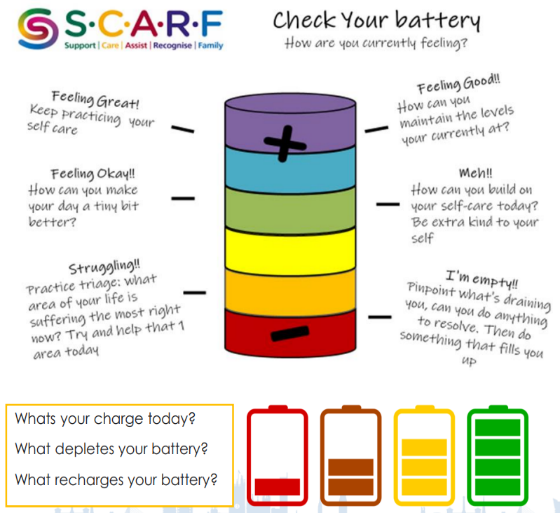 S·C·A·R·F
Support | Care | Assist | Recognise | Family
Check Your battery
How are you currently feeling?
Feeling Great!
Keep practicing your
self care
Feeling Good!!
How can you
maintain the levels
your currently at?
Feeling Okay!!
How can you make
your day a tiny bit
better?
Meh!!
How can you build on
your self-care today?
Be extra kind to your
self
Struggling!!
Practice triage: what
area of your life is
suffering the most right
now? Try and help that 1
area today
I'm empty!!
Pinpoint what's draining
you, can you do anything
to resolve. Then do
something that fills you
up
Whats your charge today?
What depletes your battery?
What recharges your battery?